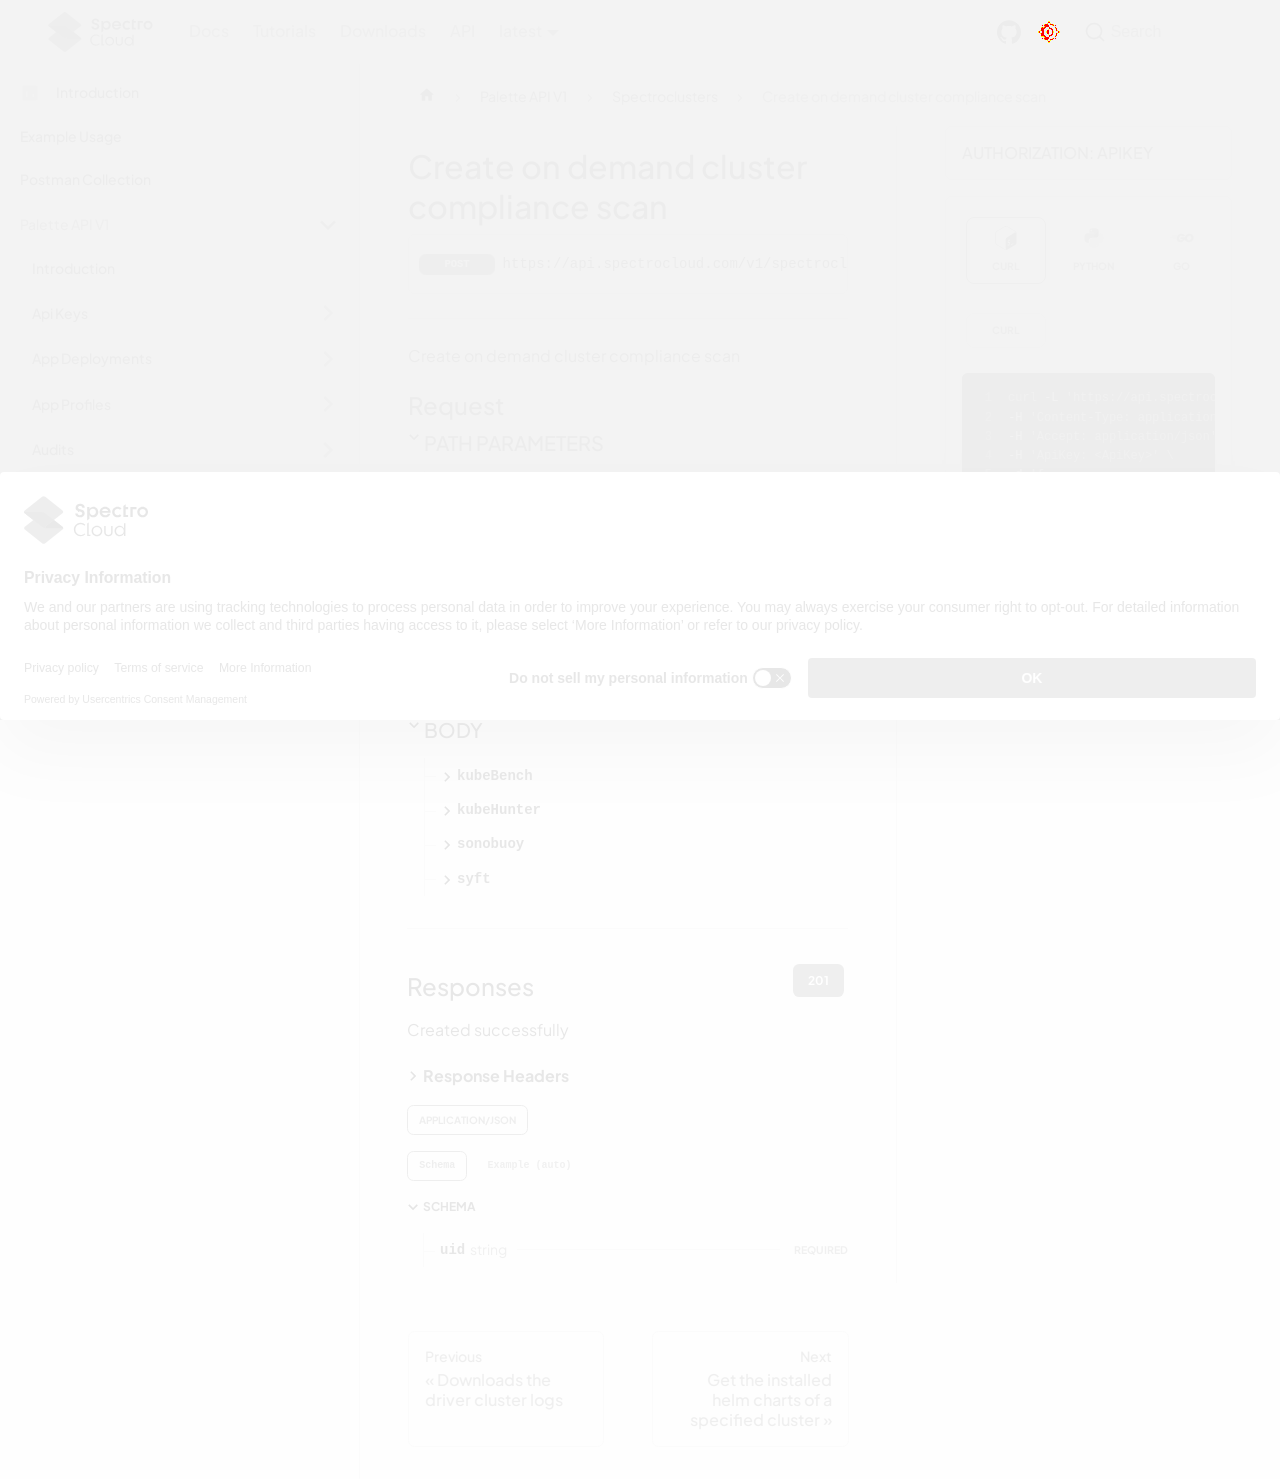 Spectro
Cloud
Docs Tutorials Downloads API latest
Search
Introduction
Palette API V1 Spectroclusters Create on demand cluster compliance scan
Example Usage
Postman Collection
Palette API V1
Introduction
Api Keys
App Deployments
App Profiles
Audits
Create on demand cluster
compliance scan
POST https://api.spectrocloud.com/v1/spectrocl
Create on demand cluster compliance scan
Request
PATH PARAMETERS
AUTHORIZATION: APIKEY
CURL PYTHON GO
CURL
Spectro
Cloud
Privacy Information
We and our partners are using tracking technologies to process personal data in order to improve your experience. You may always exercise your consumer right to opt-out. For detailed information
about personal information we collect and third parties having access to it, please select ‘More Information’ or refer to our privacy policy.
Privacy policy Terms of service More Information
Do not sell my personal information
OK
Powered by Usercentrics Consent Management
BODY
kubeBench
kubeHunter
sonobuoy
syft
Responses
201
Created successfully
Response Headers
APPLICATION/JSON
Schema Example (auto)
SCHEMA
uid string REQUIRED
Previous
« Downloads the
driver cluster logs
Next
Get the installed
helm charts of a
specified cluster »